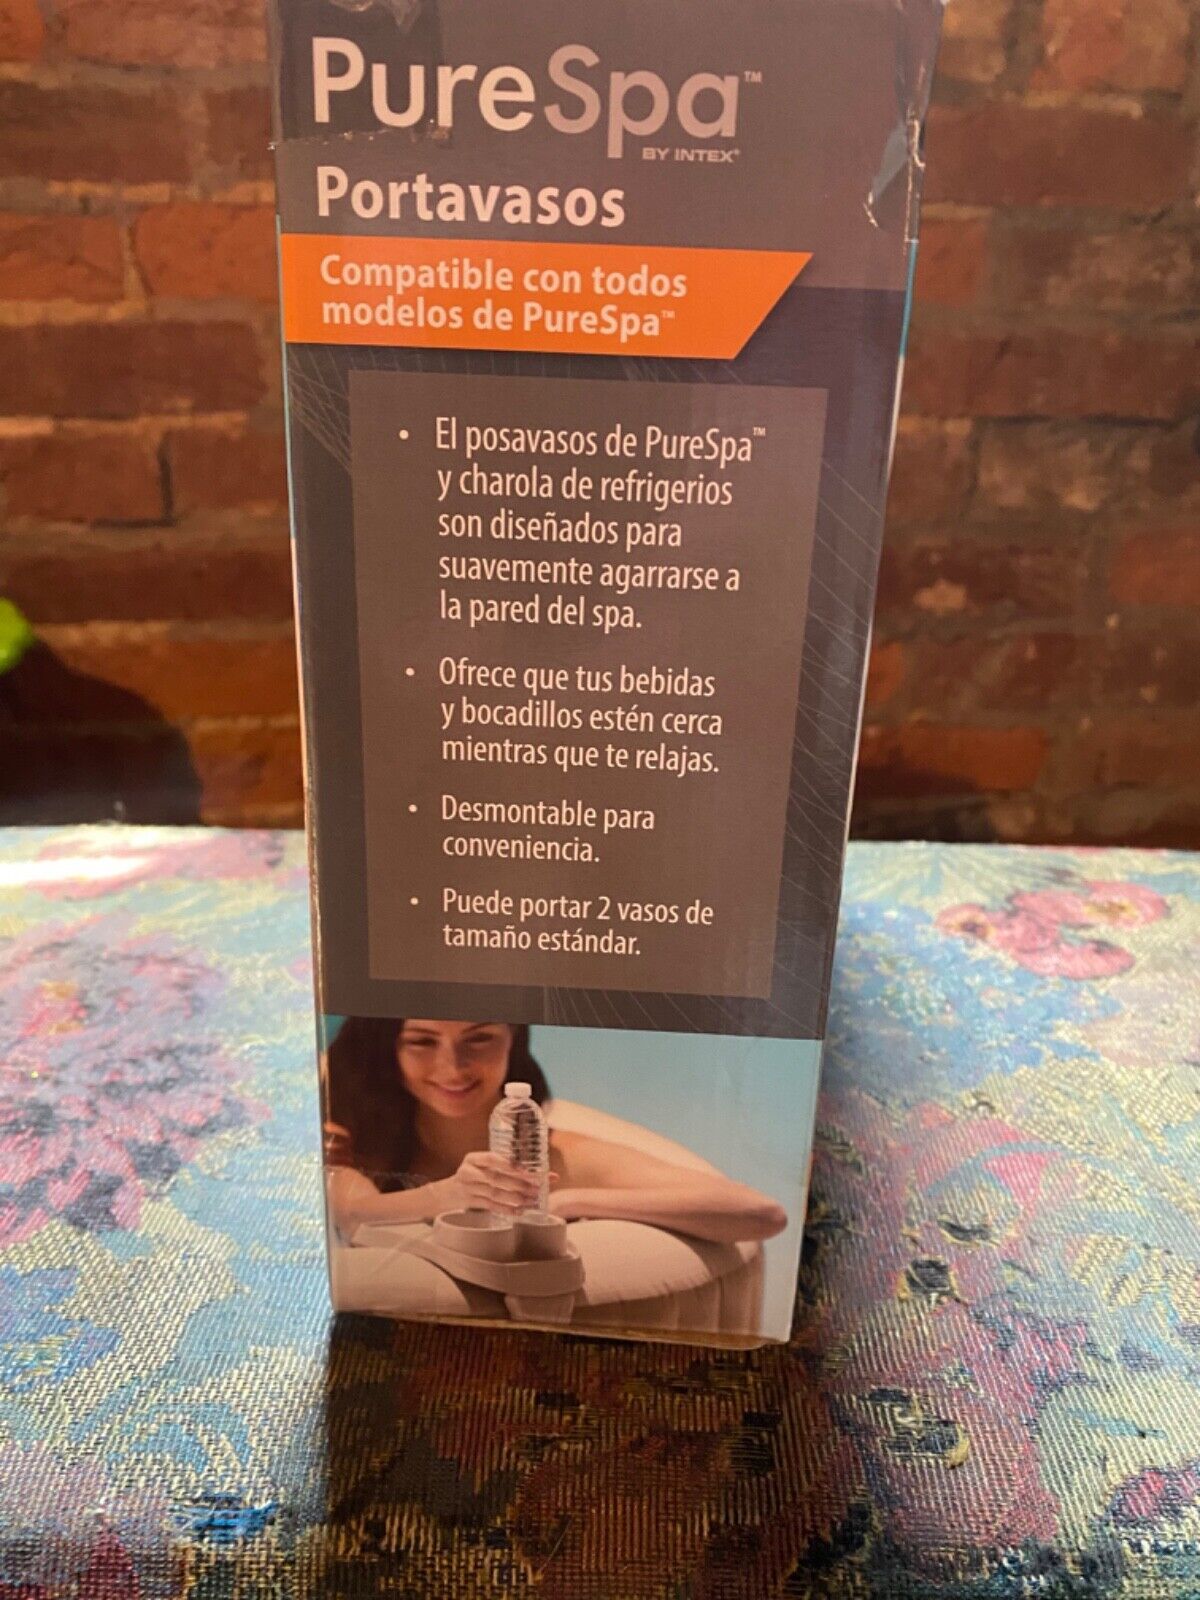 PureSpa™
BY INTEX®
Portavasos
Compatible con todos
modelos de PureSpa™
• El posavasos de PureSpa™
y charola de refrigerios
son diseñados para
suavemente agarrarse a
la pared del spa.
• Ofrece que tus bebidas
y bocadillos estén cerca
mientras que te relajas.
• Desmontable para
conveniencia.
• Puede portar 2 vasos de
tamaño estándar.